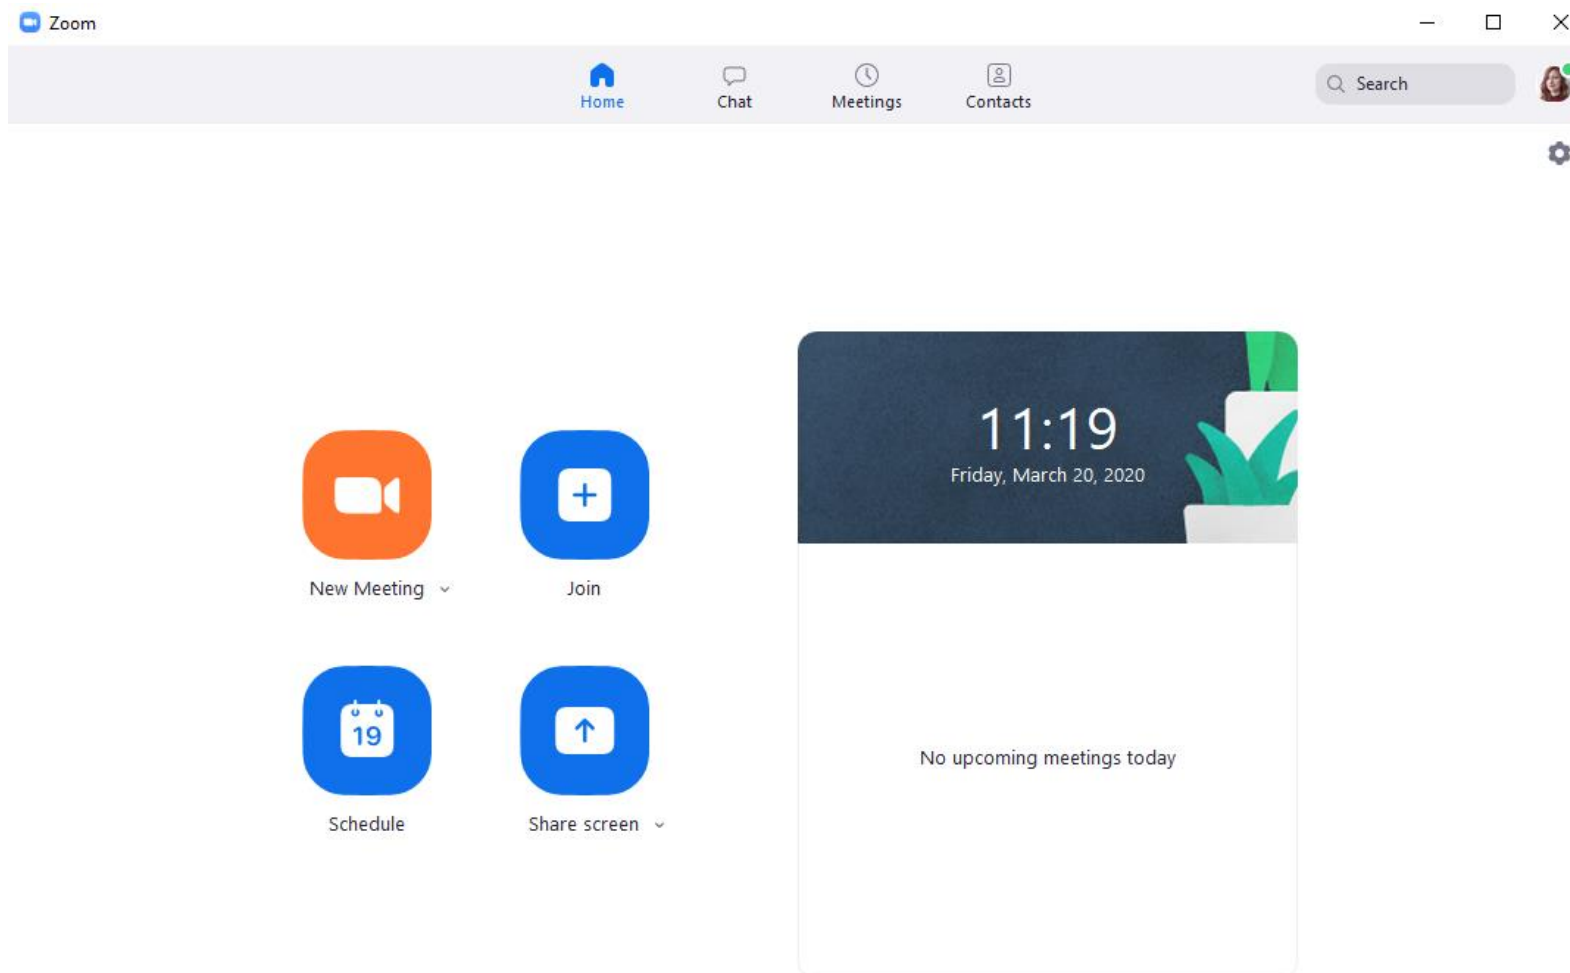 Zoom
Home
Chat
Meetings
Contacts
Search
11:19
Friday, March 20, 2020
New Meeting
Join
19
Schedule
Share screen
No upcoming meetings today